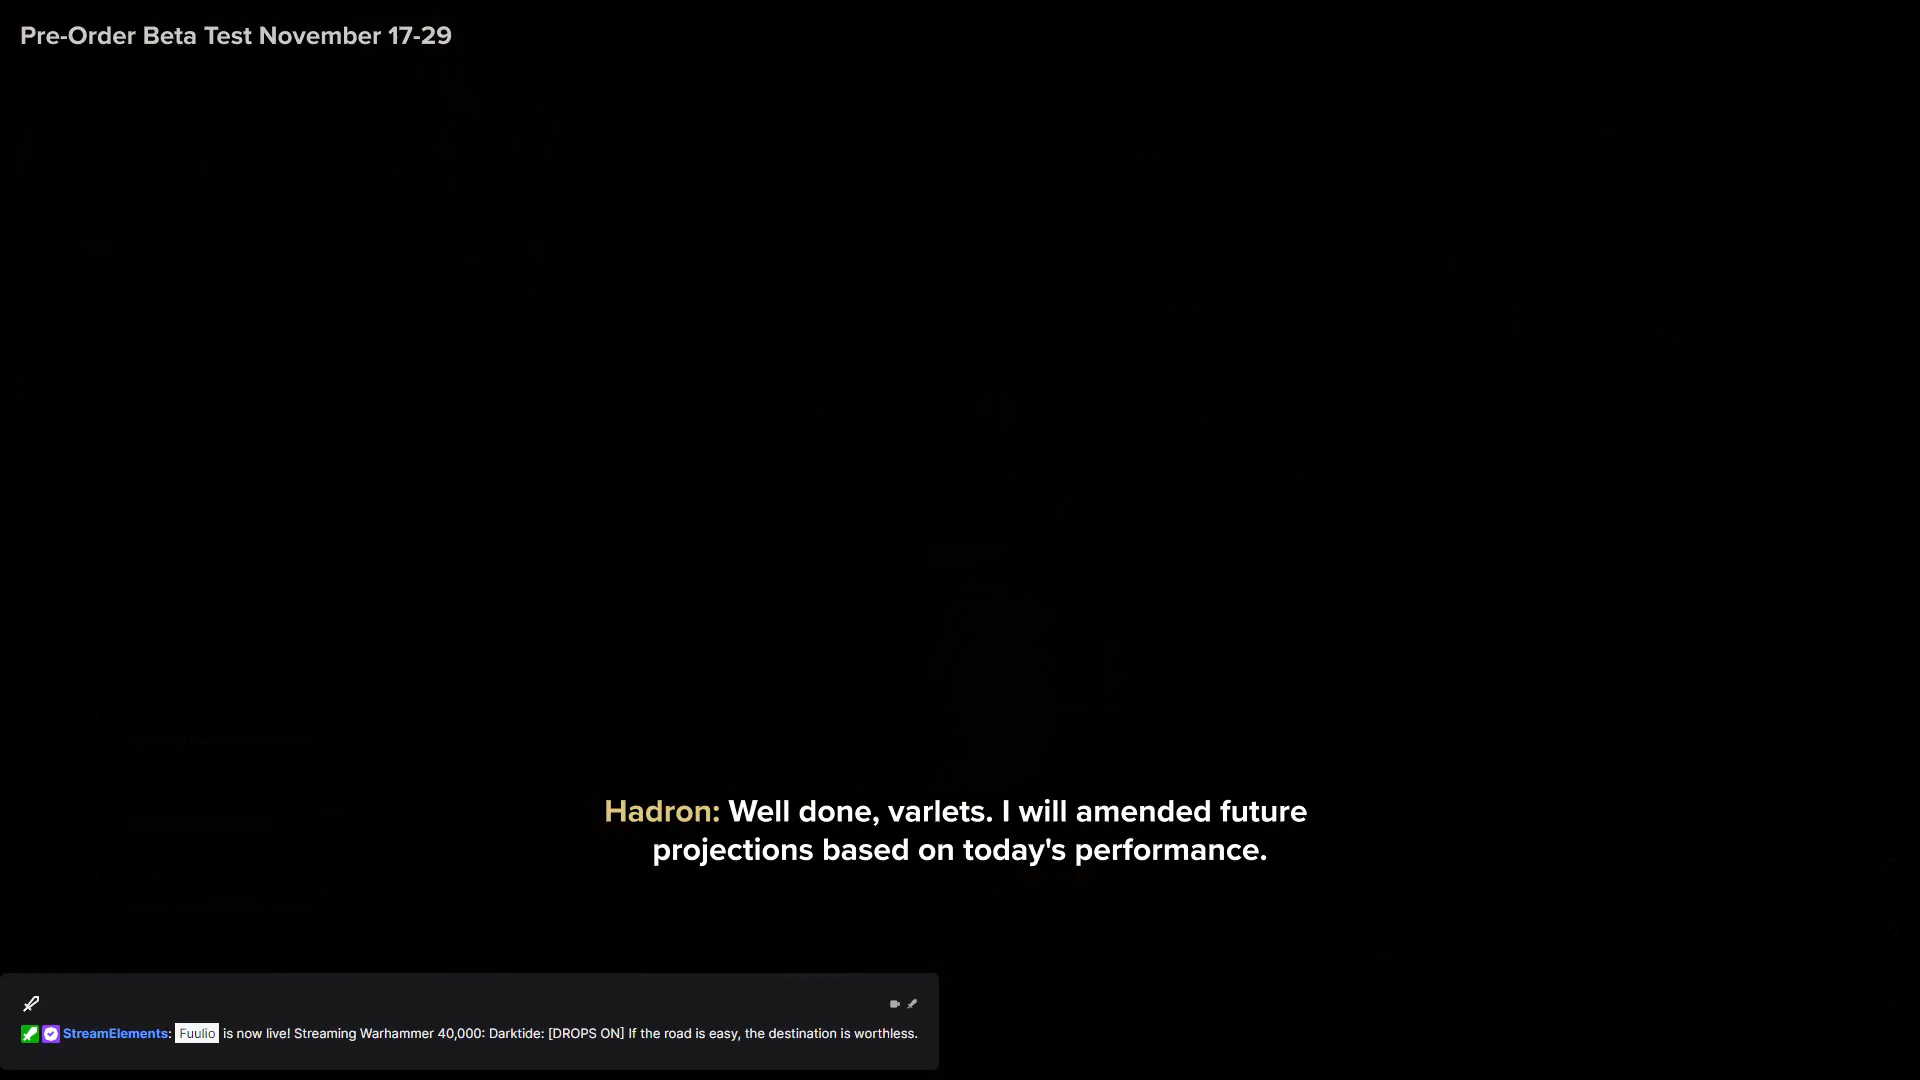 Pre-Order Beta Test November 17-29
Hadron: Well done, varlets. I will amended future
projections based on today's performance.
StreamElements: Fuulio is now live! Streaming Warhammer 40,000: Darktide: [DROPS ON] If the road is easy, the destination is worthless.